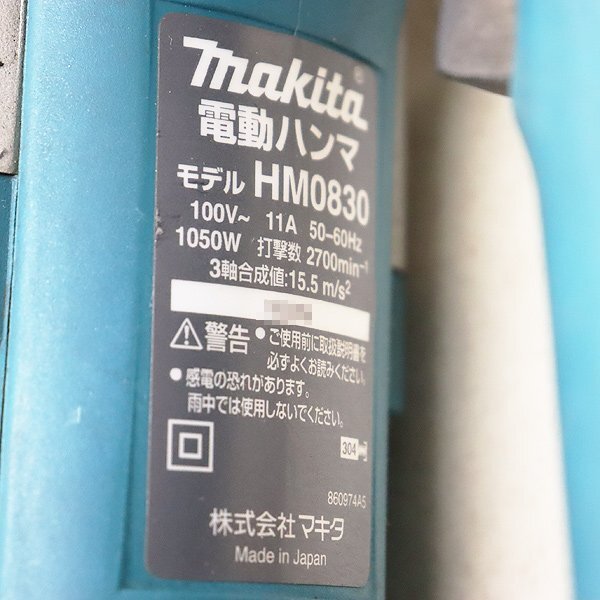 makita
電動ハンマ
モデル HM0830
100V~ 11A 50-60Hz
1050W 打撃数 2700min⁻¹
3軸合成値:15.5 m/s²
⚠警告 ●ご使用前に取扱説明書を
必ずよくお読みください。
●感電の恐れがあります。
雨中では使用しないでください。
304
860974A5
株式会社マキタ
Made in Japan